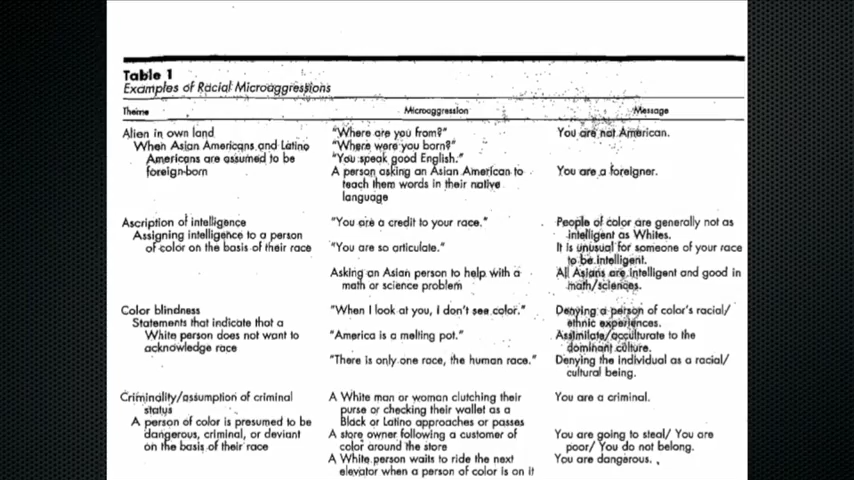 Table 1
Examples of Racial Microaggressions
Theme Microaggression Message
Alien in own land "Where are you from?" You are not American.
When Asian Americans and Latino "Where were you born?"
Americans are assumed to be "You speak good English."
foreign-born A person asking an Asian American to You are a foreigner.
teach them words in their native
language
Ascription of intelligence "You are a credit to your race." People of color are generally not as
Assigning intelligence to a person intelligent as Whites.
of color on the basis of their race "You are so articulate." It is unusual for someone of your race
to be intelligent.
Asking an Asian person to help with a All Asians are intelligent and good in
math or science problem math/sciences.
Color blindness "When I look at you, I don't see color." Denying a person of color's racial/
Statements that indicate that a ethnic experiences.
White person does not want to "America is a melting pot." Assimilate/acculturate to the
acknowledge race dominant culture.
"There is only one race, the human race." Denying the individual as a racial/
cultural being.
Criminality/assumption of criminal A White man or woman clutching their You are a criminal.
status purse or checking their wallet as a
A person of color is presumed to be Black or Latino approaches or passes
dangerous, criminal, or deviant A store owner following a customer of You are going to steal/ You are
on the basis of their race color around the store poor/ You do not belong.
A White person waits to ride the next You are dangerous.
elevator when a person of color is on it